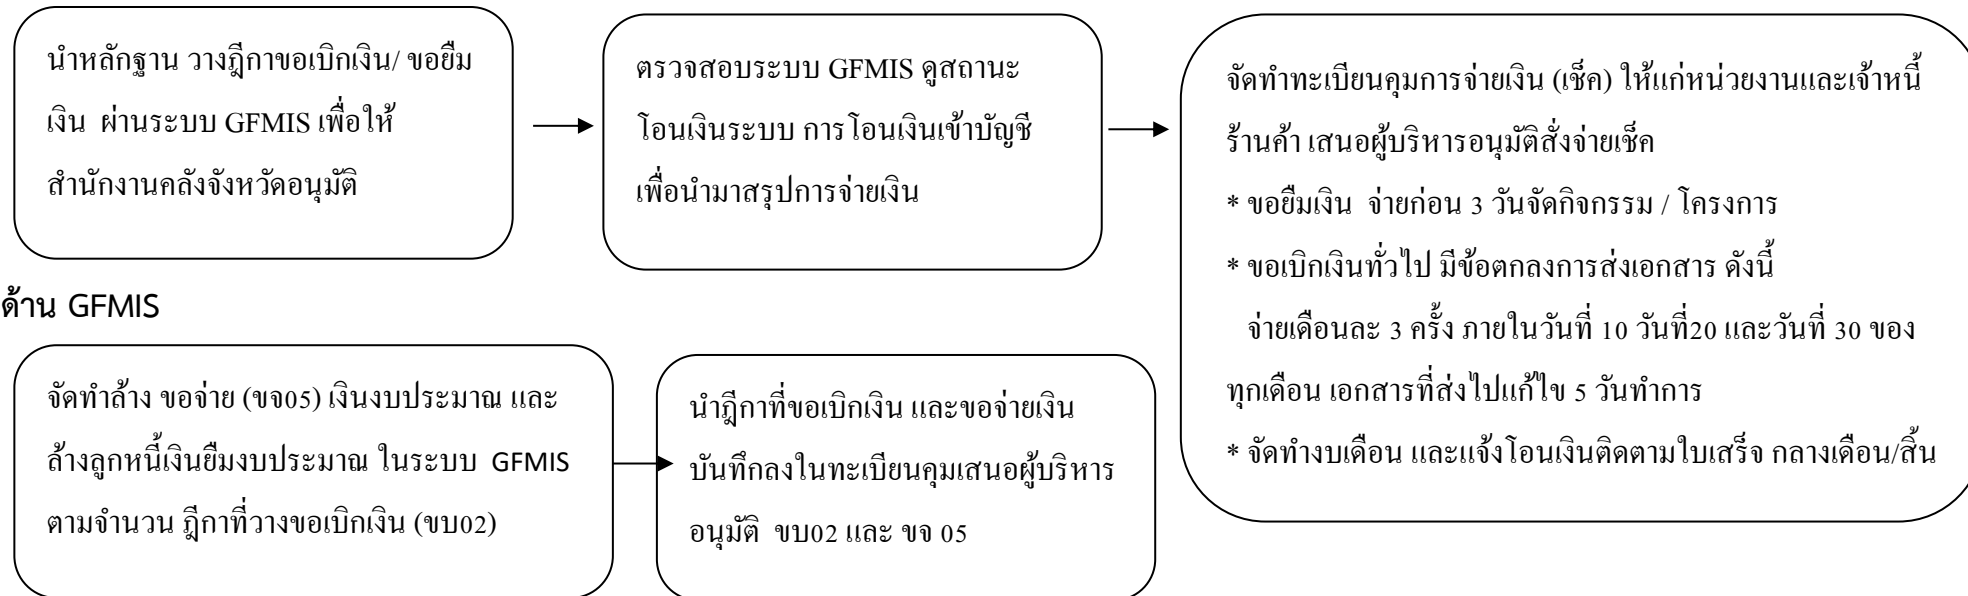 นำหลักฐาน วางฎีกาขอเบิกเงิน/ ขอยืม
เงิน ผ่านระบบ GFMIS เพื่อให้
สำนักงานคลังจังหวัดอนุมัติ
ตรวจสอบระบบ GFMIS ดูสถานะ
โอนเงินระบบ การโอนเงินเข้าบัญชี
เพื่อนำมาสรุปการจ่ายเงิน
จัดทำทะเบียนคุมการจ่ายเงิน (เช็ค) ให้แก่หน่วยงานและเจ้าหนี้
ร้านค้า เสนอผู้บริหารอนุมัติสั่งจ่ายเช็ค
* ขอยืมเงิน จ่ายก่อน 3 วันจัดกิจกรรม / โครงการ
* ขอเบิกเงินทั่วไป มีข้อตกลงการส่งเอกสาร ดังนี้
จ่ายเดือนละ 3 ครั้ง ภายในวันที่ 10 วันที่20 และวันที่ 30 ของ
ทุกเดือน เอกสารที่ส่งไปแก้ไข 5 วันทำการ
* จัดทำงบเดือน และแจ้งโอนเงินติดตามใบเสร็จ กลางเดือน/สิ้น
ด้าน GFMIS
จัดทำล้าง ขอจ่าย (ขจ05) เงินงบประมาณ และ
ล้างลูกหนี้เงินยืมงบประมาณ ในระบบ GFMIS
ตามจำนวน ฎีกาที่วางขอเบิกเงิน (ขบ02)
นำฎีกาที่ขอเบิกเงิน และขอจ่ายเงิน
บันทึกลงในทะเบียนคุมเสนอผู้บริหาร
อนุมัติ ขบ02 และ ขจ 05